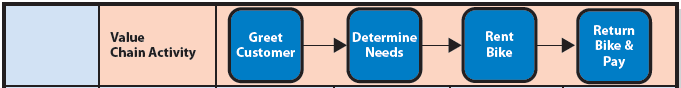 Value
Chain Activity
Greet
Customer
Determine
Needs
Rent
Bike
Return
Bike &
Pay